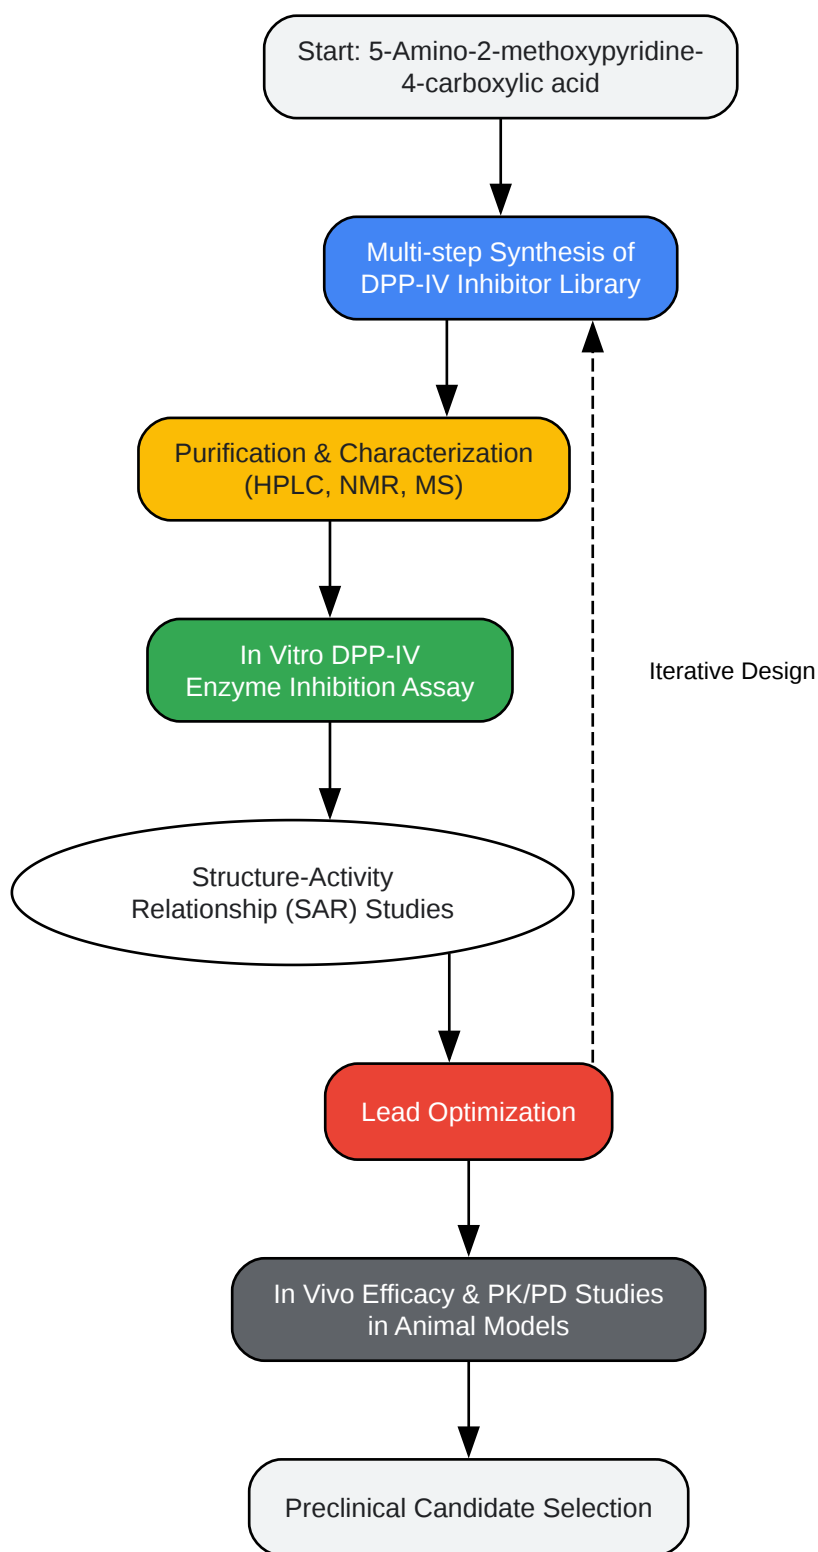 Start: 5-Amino-2-methoxypyridine-
4-carboxylic acid
Multi-step Synthesis of
DPP-IV Inhibitor Library
Purification & Characterization
(HPLC, NMR, MS)
In Vitro DPP-IV
Enzyme Inhibition Assay
Iterative Design
Structure-Activity
Relationship (SAR) Studies
Lead Optimization
In Vivo Efficacy & PK/PD Studies
in Animal Models
Preclinical Candidate Selection